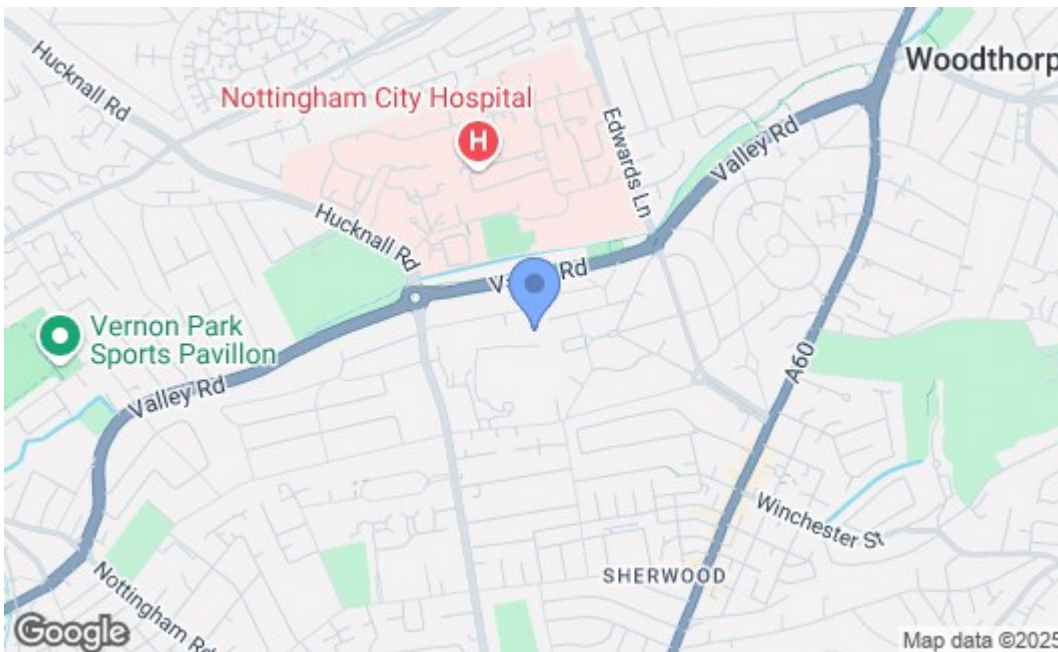 Hucknall Rd
Woodthorp
Nottingham City Hospital
H
Edwards Ln
Valley Rd
Hucknall Rd
Rd
Vernon Park
Sports Pavillon
A60
Valley Rd
Winchester St
SHERWOOD
Nottingham Rd
Google
Map data ©2025